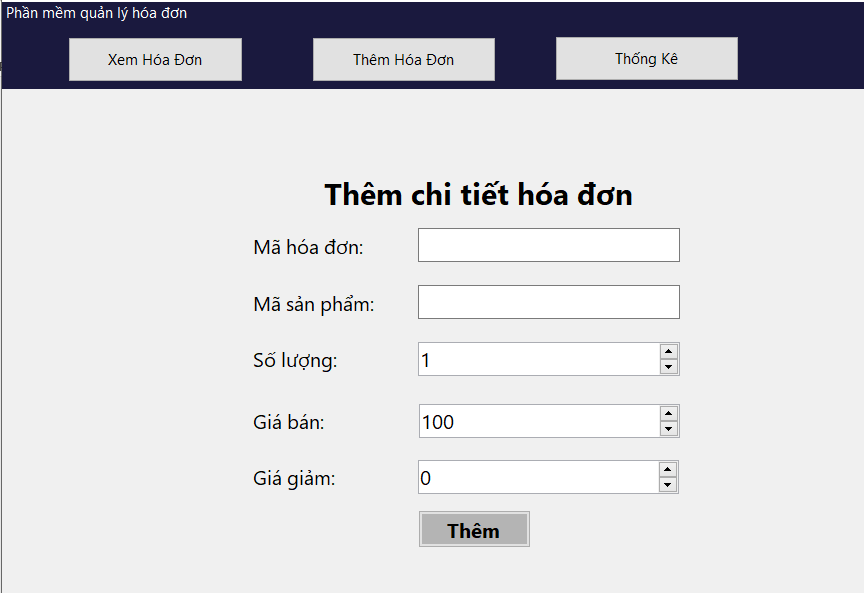 Phần mềm quản lý hóa đơn
Xem Hóa Đơn
Thêm Hóa Đơn
Thống Kê
Thêm chi tiết hóa đơn
Mã hóa đơn:
Mã sản phẩm:
Số lượng:
1
Giá bán:
100
Giá giảm:
0
Thêm